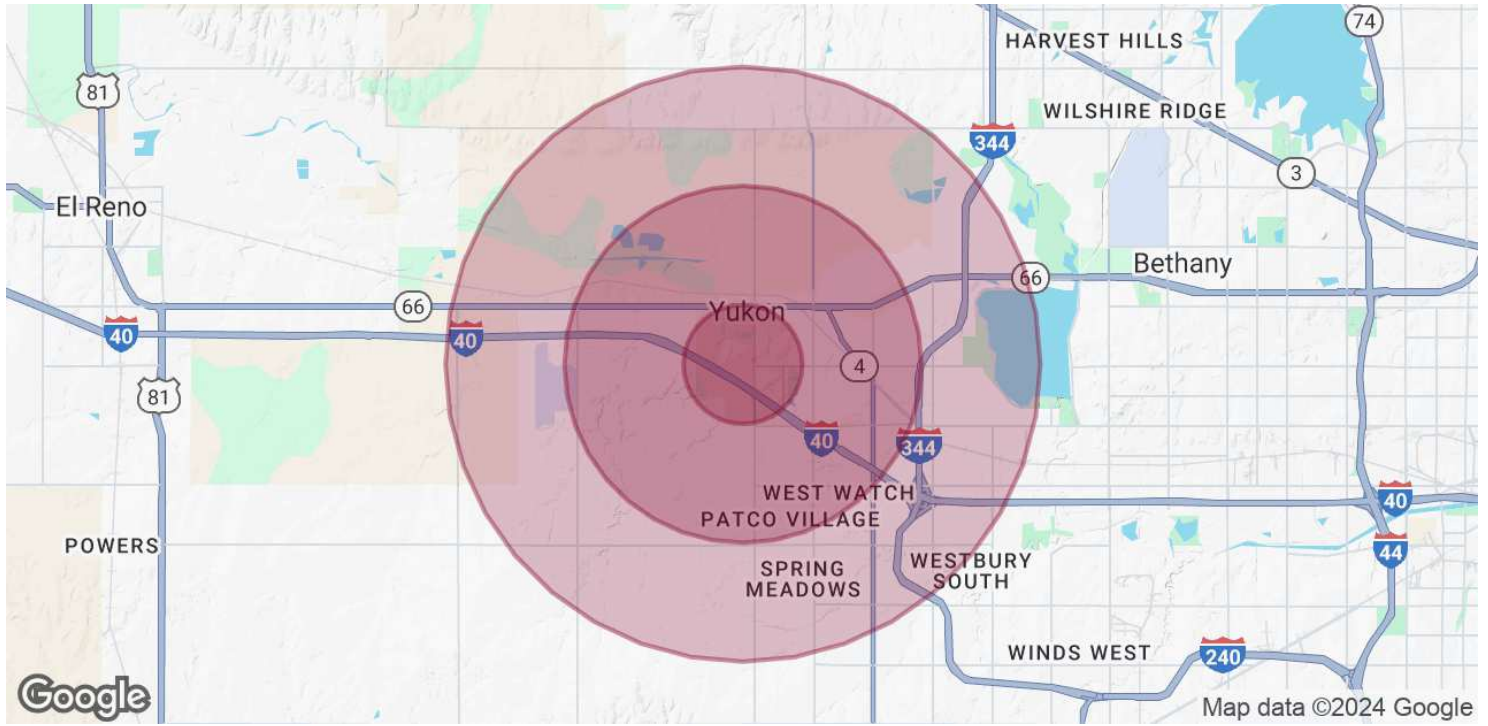 74
HARVEST HILLS
81
WILSHIRE RIDGE
344
3
El Reno
Bethany
66
66
Yukon
40
40
4
81
40
344
WEST WATCH
40
PATCO VILLAGE
POWERS
44
SPRING
MEADOWS
WESTBURY
SOUTH
WINDS WEST
240
Google
Map data ©2024 Google